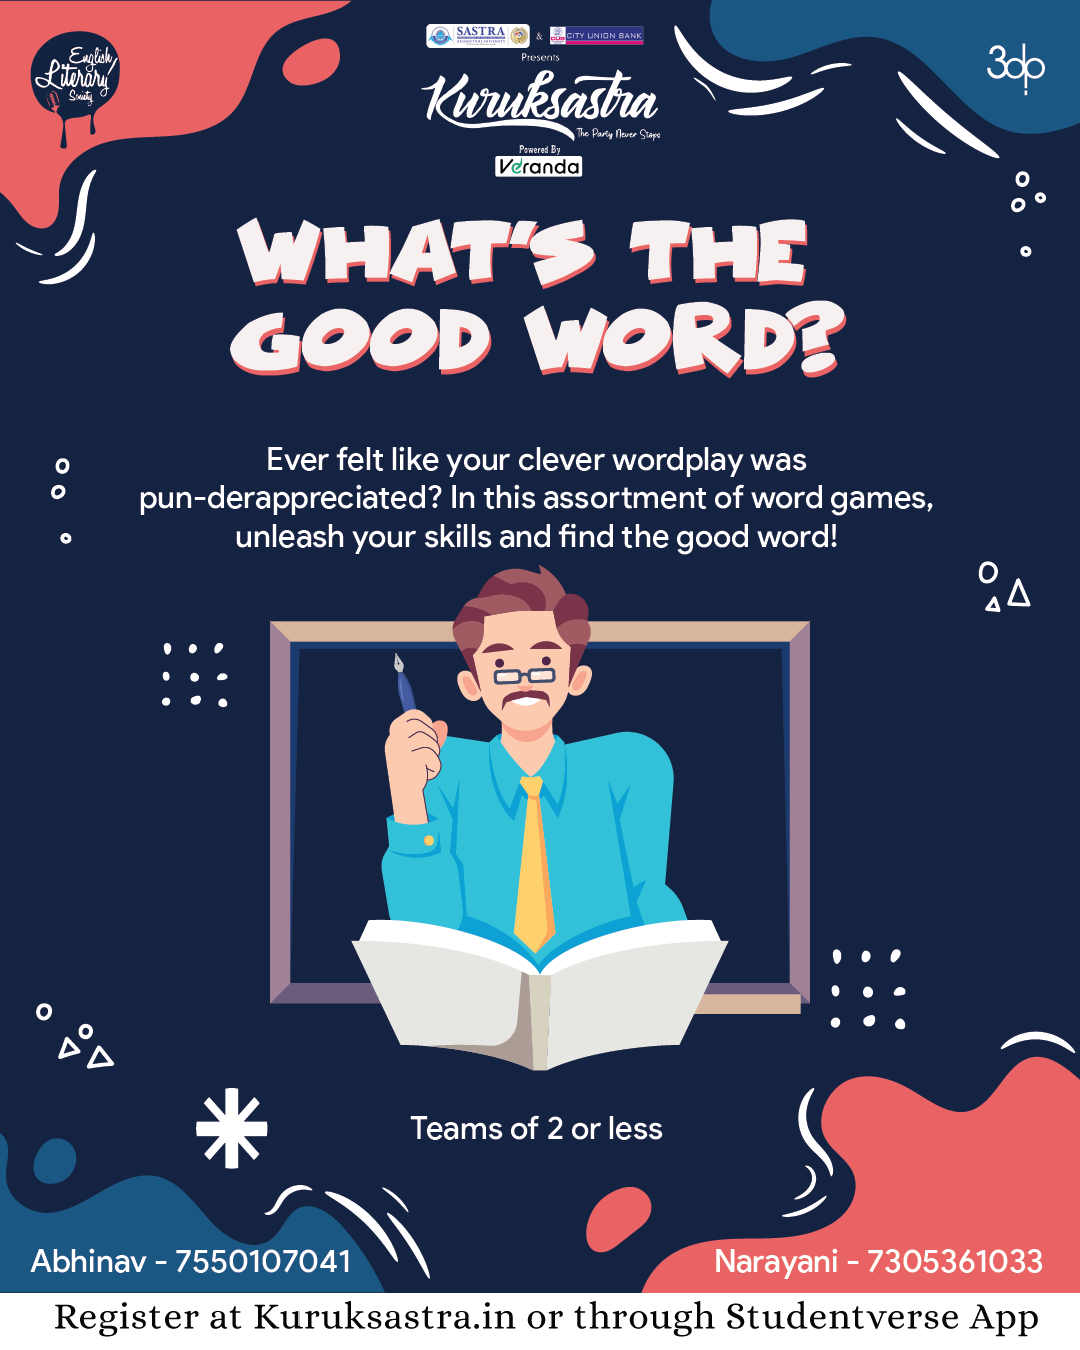 English
Literary
Society
SASTRA
& CITY UNION BANK
CUB
Presents
Kuruksastra
The Party Never Stops
Powered By
Veranda
3dp
WHAT'S THE
GOOD WORD?
Ever felt like your clever wordplay was
pun-derappreciated? In this assortment of word games,
unleash your skills and find the good word!
Teams of 2 or less
Abhinav - 7550107041
Narayani - 7305361033
Register at Kuruksastra.in or through Studentverse App